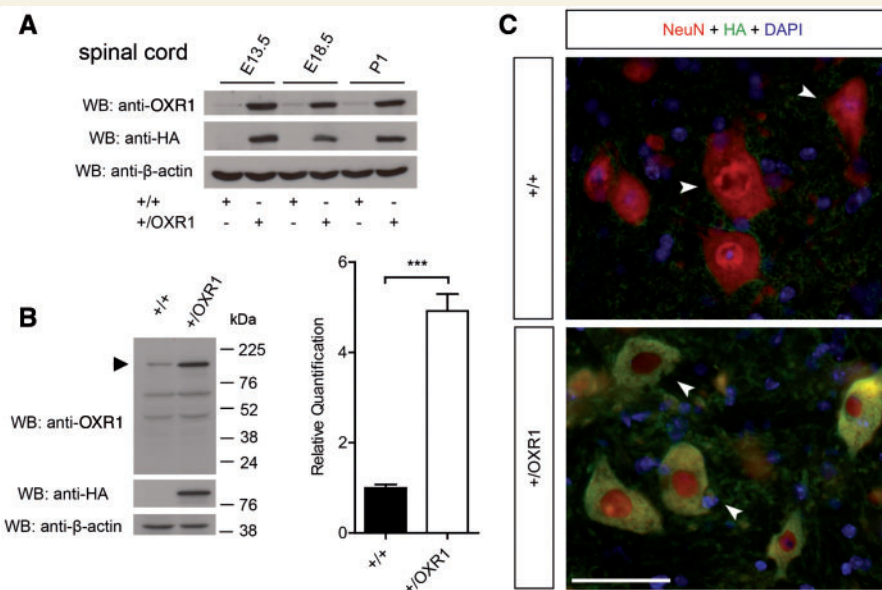 A
spinal cord
E13.5 E18.5 P1
WB: anti-OXR1
WB: anti-HA
WB: anti-β-actin
+/+ + - + - + -
+/OXR1 - + - + - +
B
+/+ +/OXR1 kDa
225
76
52
38
24
WB: anti-OXR1
WB: anti-HA
76
WB: anti-β-actin
38
***
6
4
2
0
Relative Quantification
+/+ +/OXR1
C
NeuN + HA + DAPI
+/+
+/OXR1